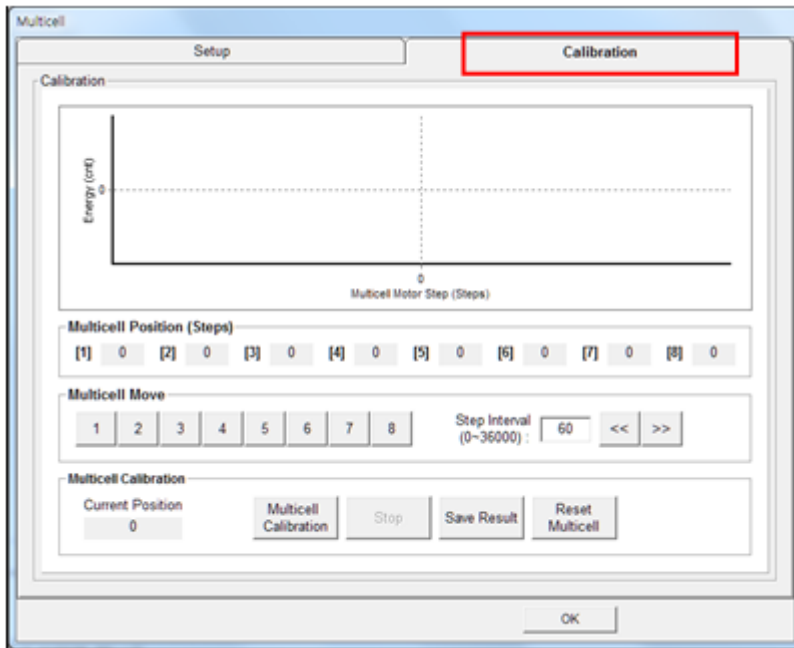 Multicell
Setup Calibration
Calibration
Energy (cnt)
0
0
Multicell Motor Step (Steps)
Multicell Position (Steps)
[1] 0 [2] 0 [3] 0 [4] 0 [5] 0 [6] 0 [7] 0 [8] 0
Multicell Move
1 2 3 4 5 6 7 8
Step Interval
(0~36000) : 60 << >>
Multicell Calibration
Current Position
0
Multicell
Calibration
Stop
Save Result
Reset
Multicell
OK